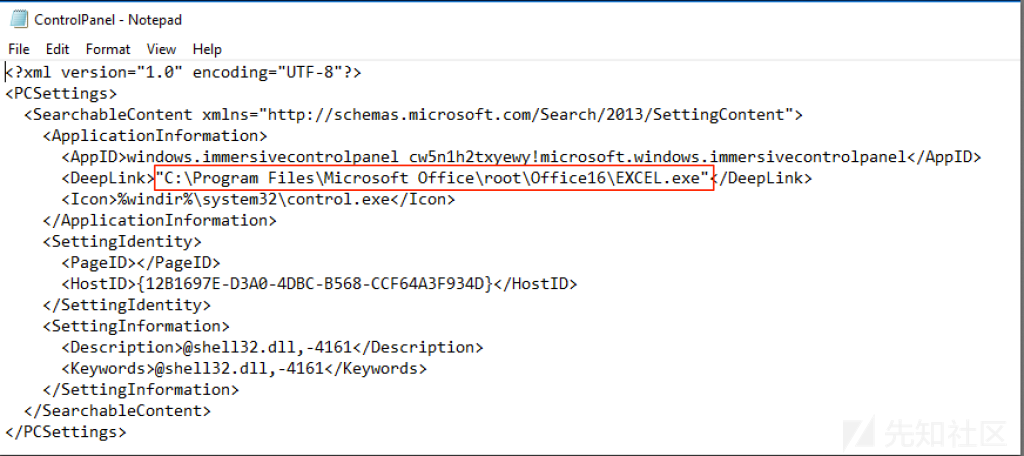 ControlPanel - Notepad
File Edit Format View Help
<?xml version="1.0" encoding="UTF-8"?>
<PCSettings>
  <SearchableContent xmlns="http://schemas.microsoft.com/Search/2013/SettingContent">
    <ApplicationInformation>
      <AppID>windows.immersivecontrolpanel_cw5n1h2txyewy!microsoft.windows.immersivecontrolpanel</AppID>
      <DeepLink>"C:\Program Files\Microsoft Office\root\Office16\EXCEL.exe"</DeepLink>
      <Icon>%windir%\system32\control.exe</Icon>
    </ApplicationInformation>
    <SettingIdentity>
      <PageID></PageID>
      <HostID>{12B1697E-D3A0-4DBC-B568-CCF64A3F934D}</HostID>
    </SettingIdentity>
    <SettingInformation>
      <Description>@shell32.dll,-4161</Description>
      <Keywords>@shell32.dll,-4161</Keywords>
    </SettingInformation>
  </SearchableContent>
</PCSettings>
先知社区